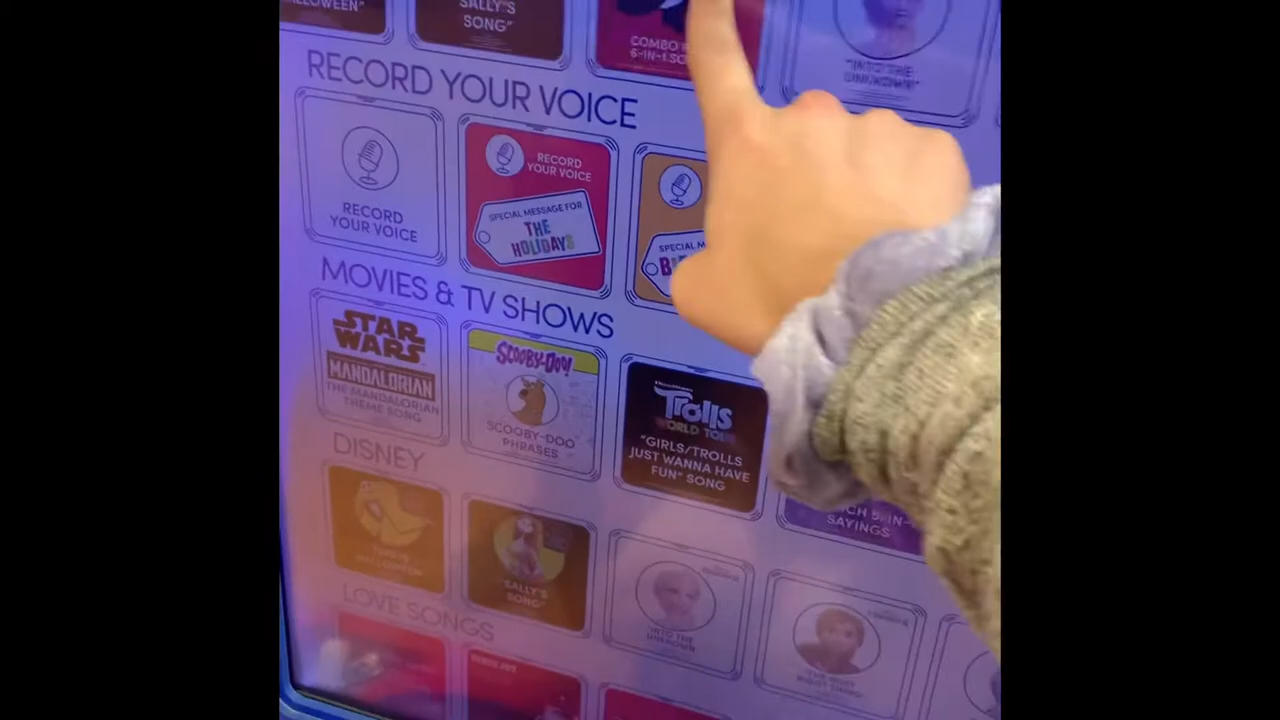 SALLY'S
SONG"
COMBO
6-IN-1
"INTO THE
UNKNOWN"
RECORD YOUR VOICE
RECORD
YOUR VOICE
RECORD
YOUR VOICE
SPECIAL MESSAGE FOR
THE
HOLIDAYS
SPECIAL
MOVIES & TV SHOWS
STAR
WARS
MANDALORIAN
THE MANDALORIAN
THEME SONG
SCOOBY-DOO!
SCOOBY-DOO
PHRASES
Trolls
WORLD TOUR
"GIRLS/TROLLS
JUST WANNA HAVE
FUN" SONG
SAYINGS
DISNEY
"SALLY'S
SONG"
"INTO THE
UNKNOWN"
LOVE SONGS